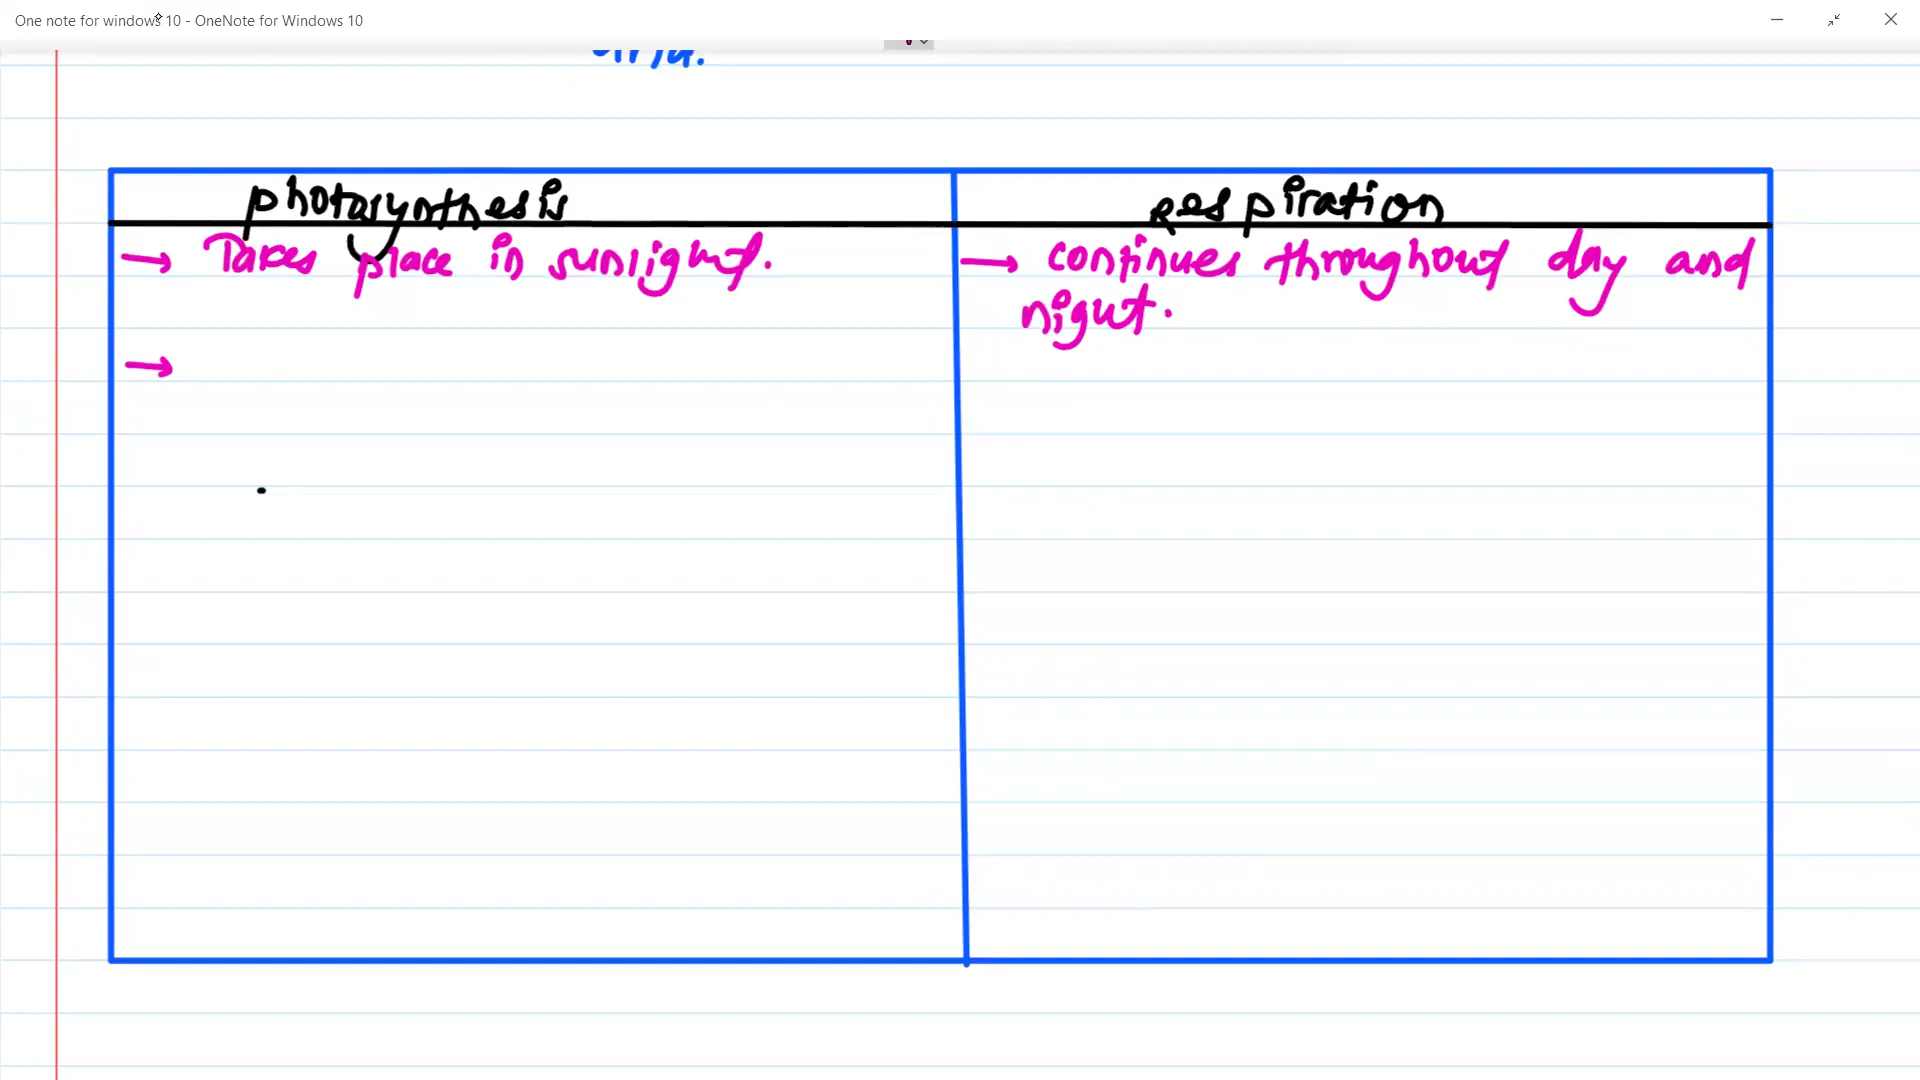 One note for windows 10 - OneNote for Windows 10
photosynthesis
Respiration
→ Takes place in sunlight.
→ continues throughout day and
night.
→